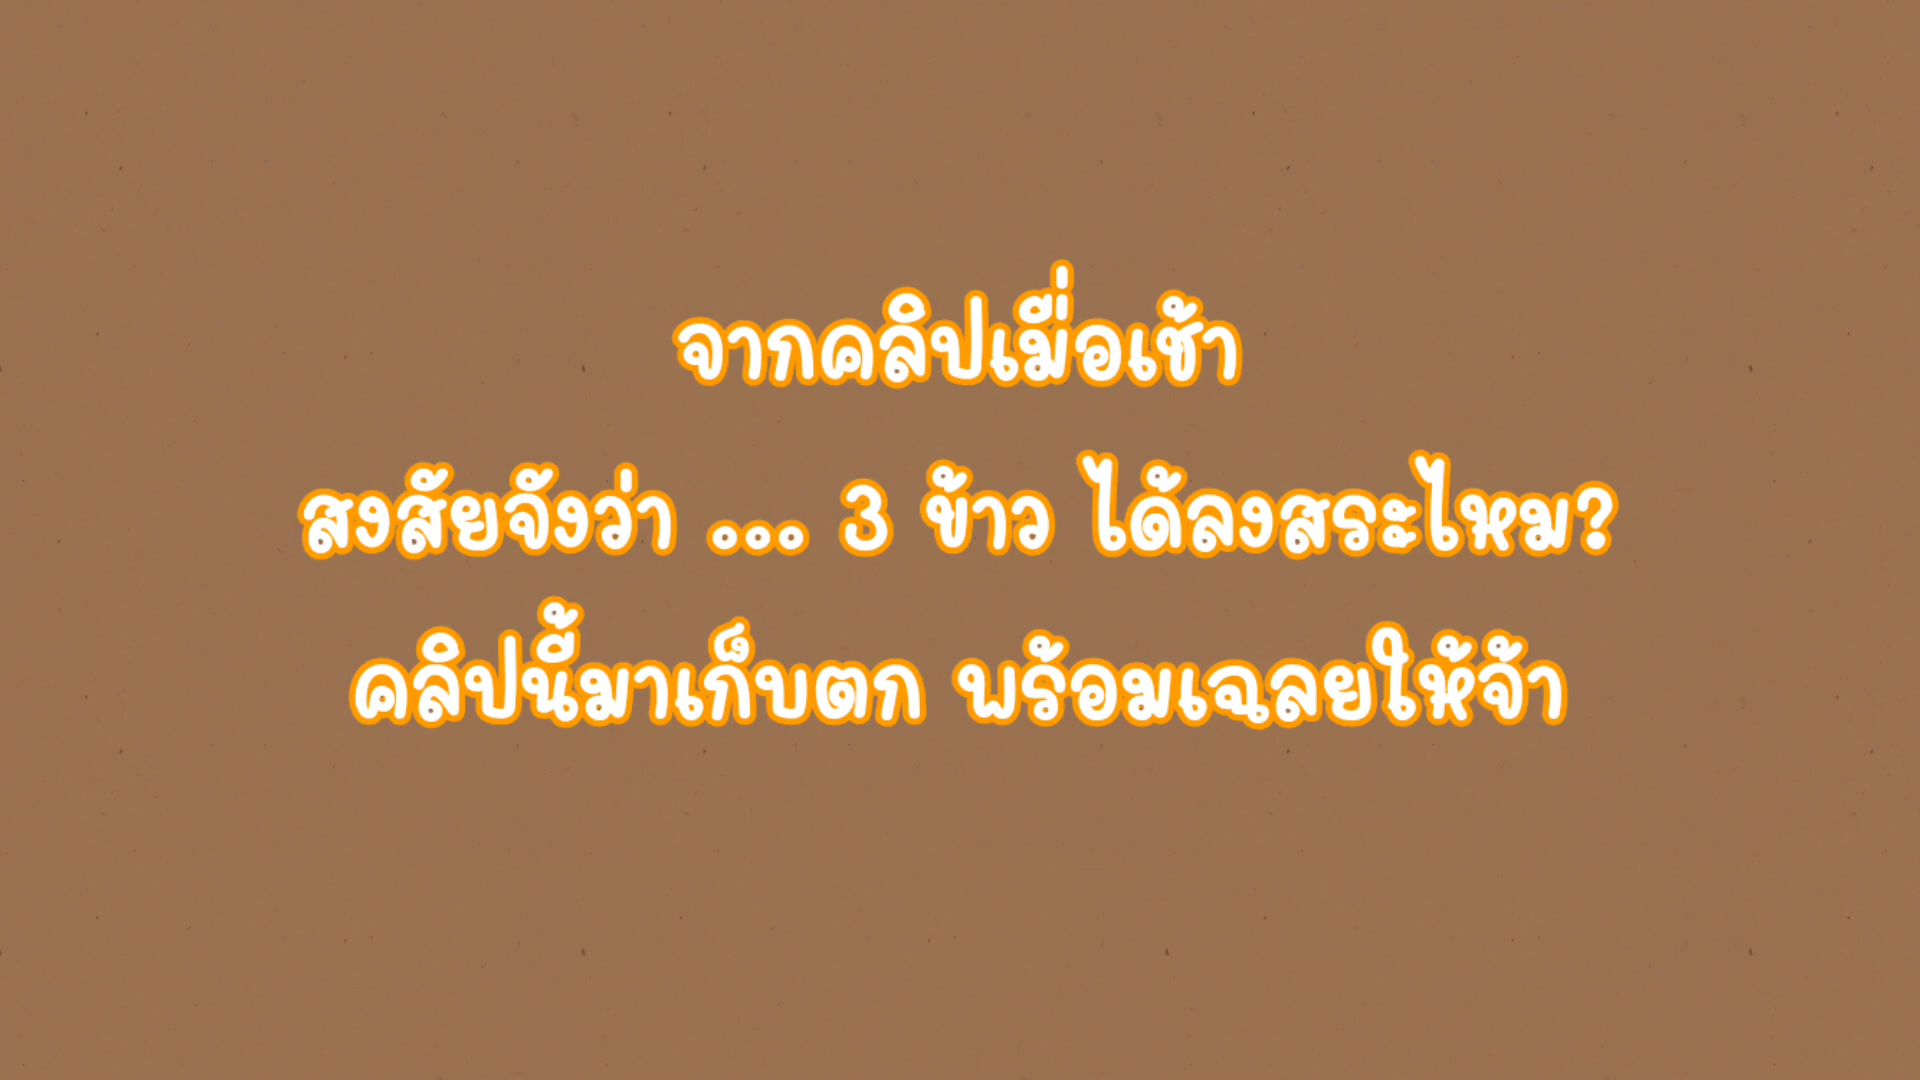 จากคลิปเมื่อเช้า
สงสัยจังว่า ... 3 ข้าว ได้ลงสระไหม?
คลิปนี้มาเก็บตก พร้อมเฉลยให้จ้า